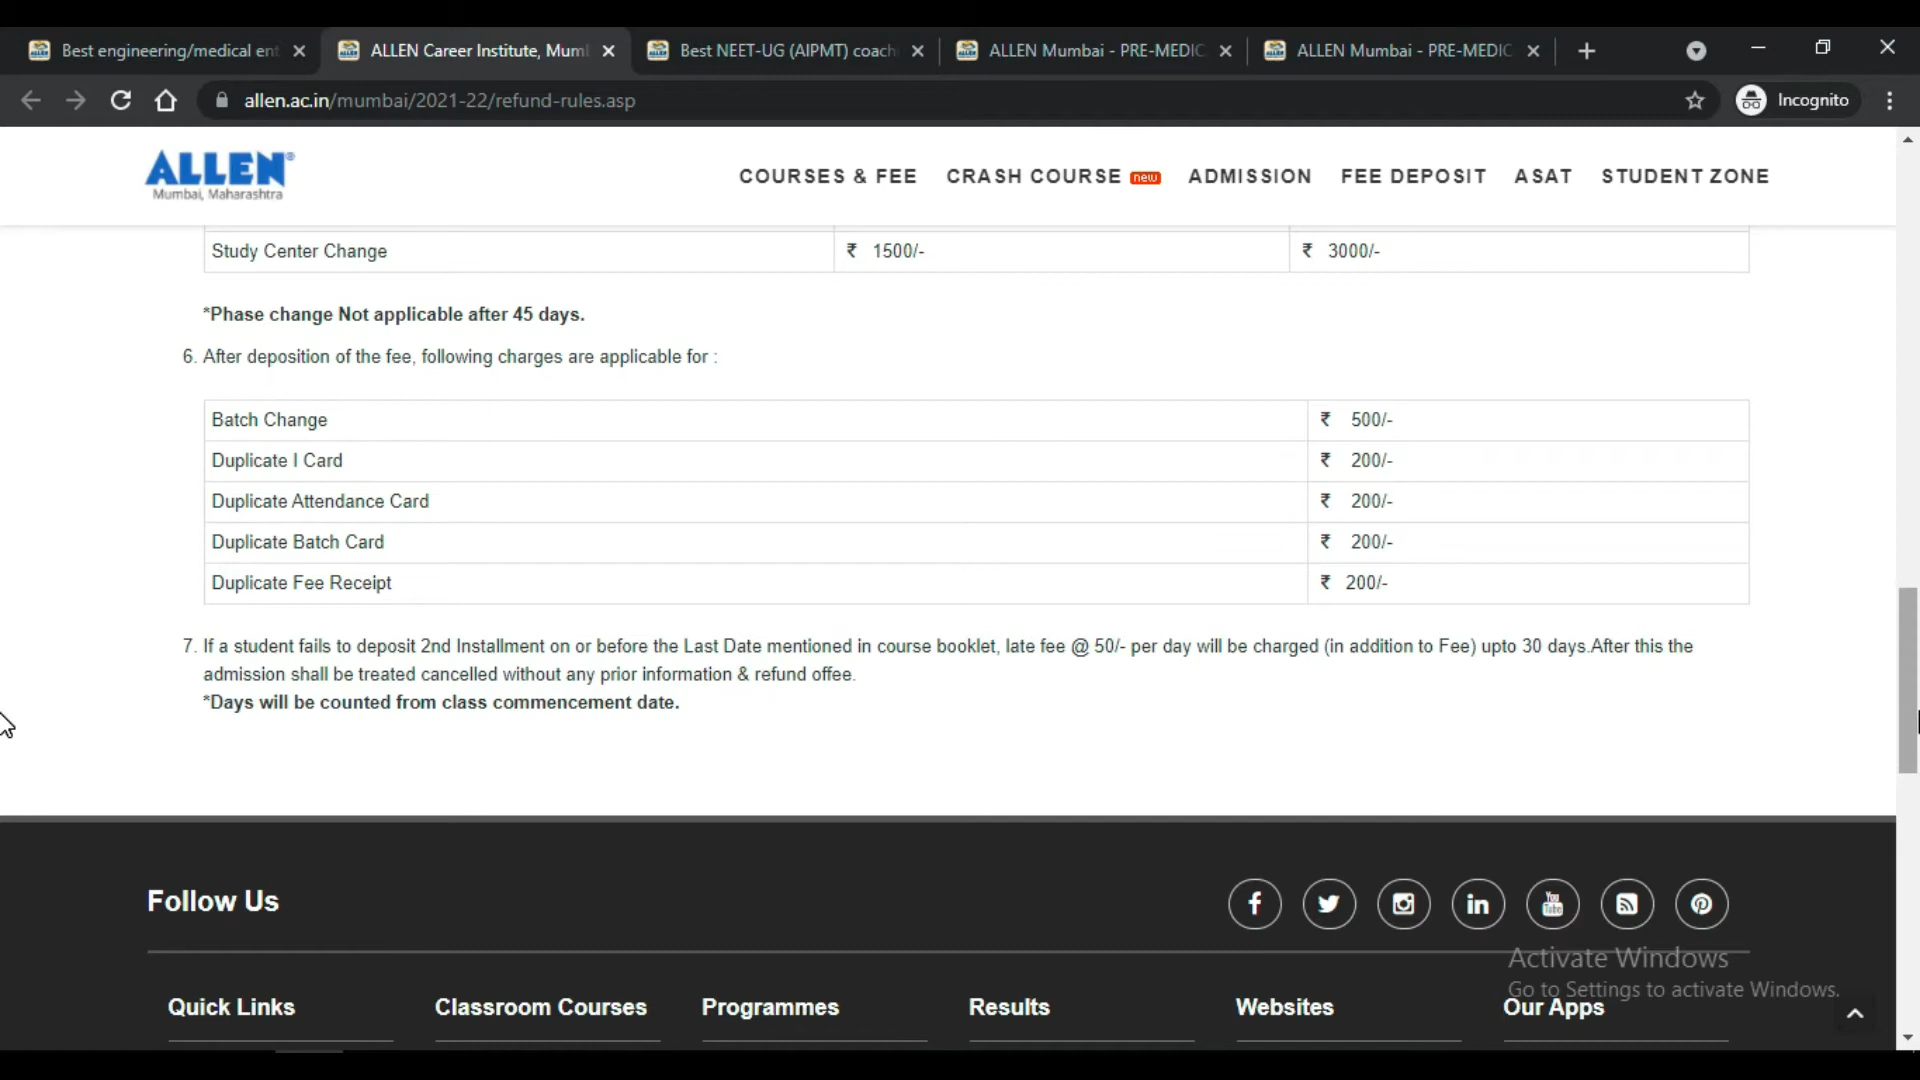 Best engineering/medical ent
ALLEN Career Institute, Mum
Best NEET-UG (AIPMT) coach
ALLEN Mumbai - PRE-MEDIC
ALLEN Mumbai - PRE-MEDIC
allen.ac.in/mumbai/2021-22/refund-rules.asp
Incognito
ALLEN®
Mumbai, Maharashtra
COURSES & FEE CRASH COURSE new ADMISSION FEE DEPOSIT ASAT STUDENT ZONE
Study Center Change ₹ 1500/- ₹ 3000/-
*Phase change Not applicable after 45 days.
6. After deposition of the fee, following charges are applicable for :
Batch Change ₹ 500/-
Duplicate I Card ₹ 200/-
Duplicate Attendance Card ₹ 200/-
Duplicate Batch Card ₹ 200/-
Duplicate Fee Receipt ₹ 200/-
7. If a student fails to deposit 2nd Installment on or before the Last Date mentioned in course booklet, late fee @ 50/- per day will be charged (in addition to Fee) upto 30 days.After this the
admission shall be treated cancelled without any prior information & refund offee.
*Days will be counted from class commencement date.
Follow Us
You Tube
Activate Windows
Go to Settings to activate Windows.
Quick Links Classroom Courses Programmes Results Websites Our Apps